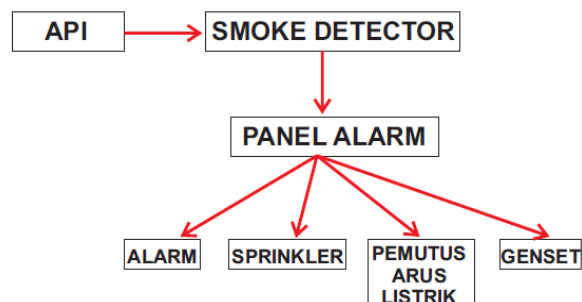 API
SMOKE DETECTOR
PANEL ALARM
ALARM
SPRINKLER
PEMUTUS
ARUS
LISTRIK
GENSET